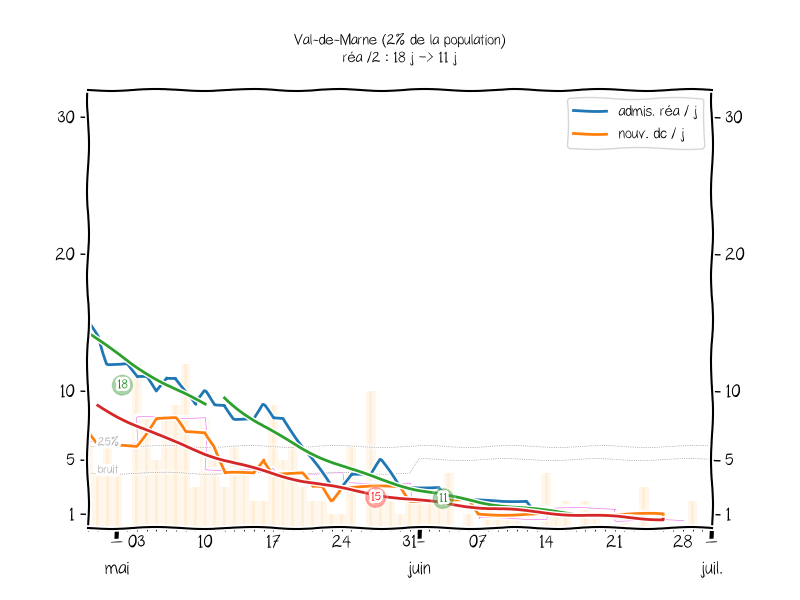 Val-de-Marne (2% de la population)
réa /2 : 18 j -> 11 j
admis. réa / j
nouv. dc / j
30
30
20
20
10
10
5
5
1
1
25%
bruit
18
15
11
03
10
17
24
31
07
14
21
28
mai
juin
juil.